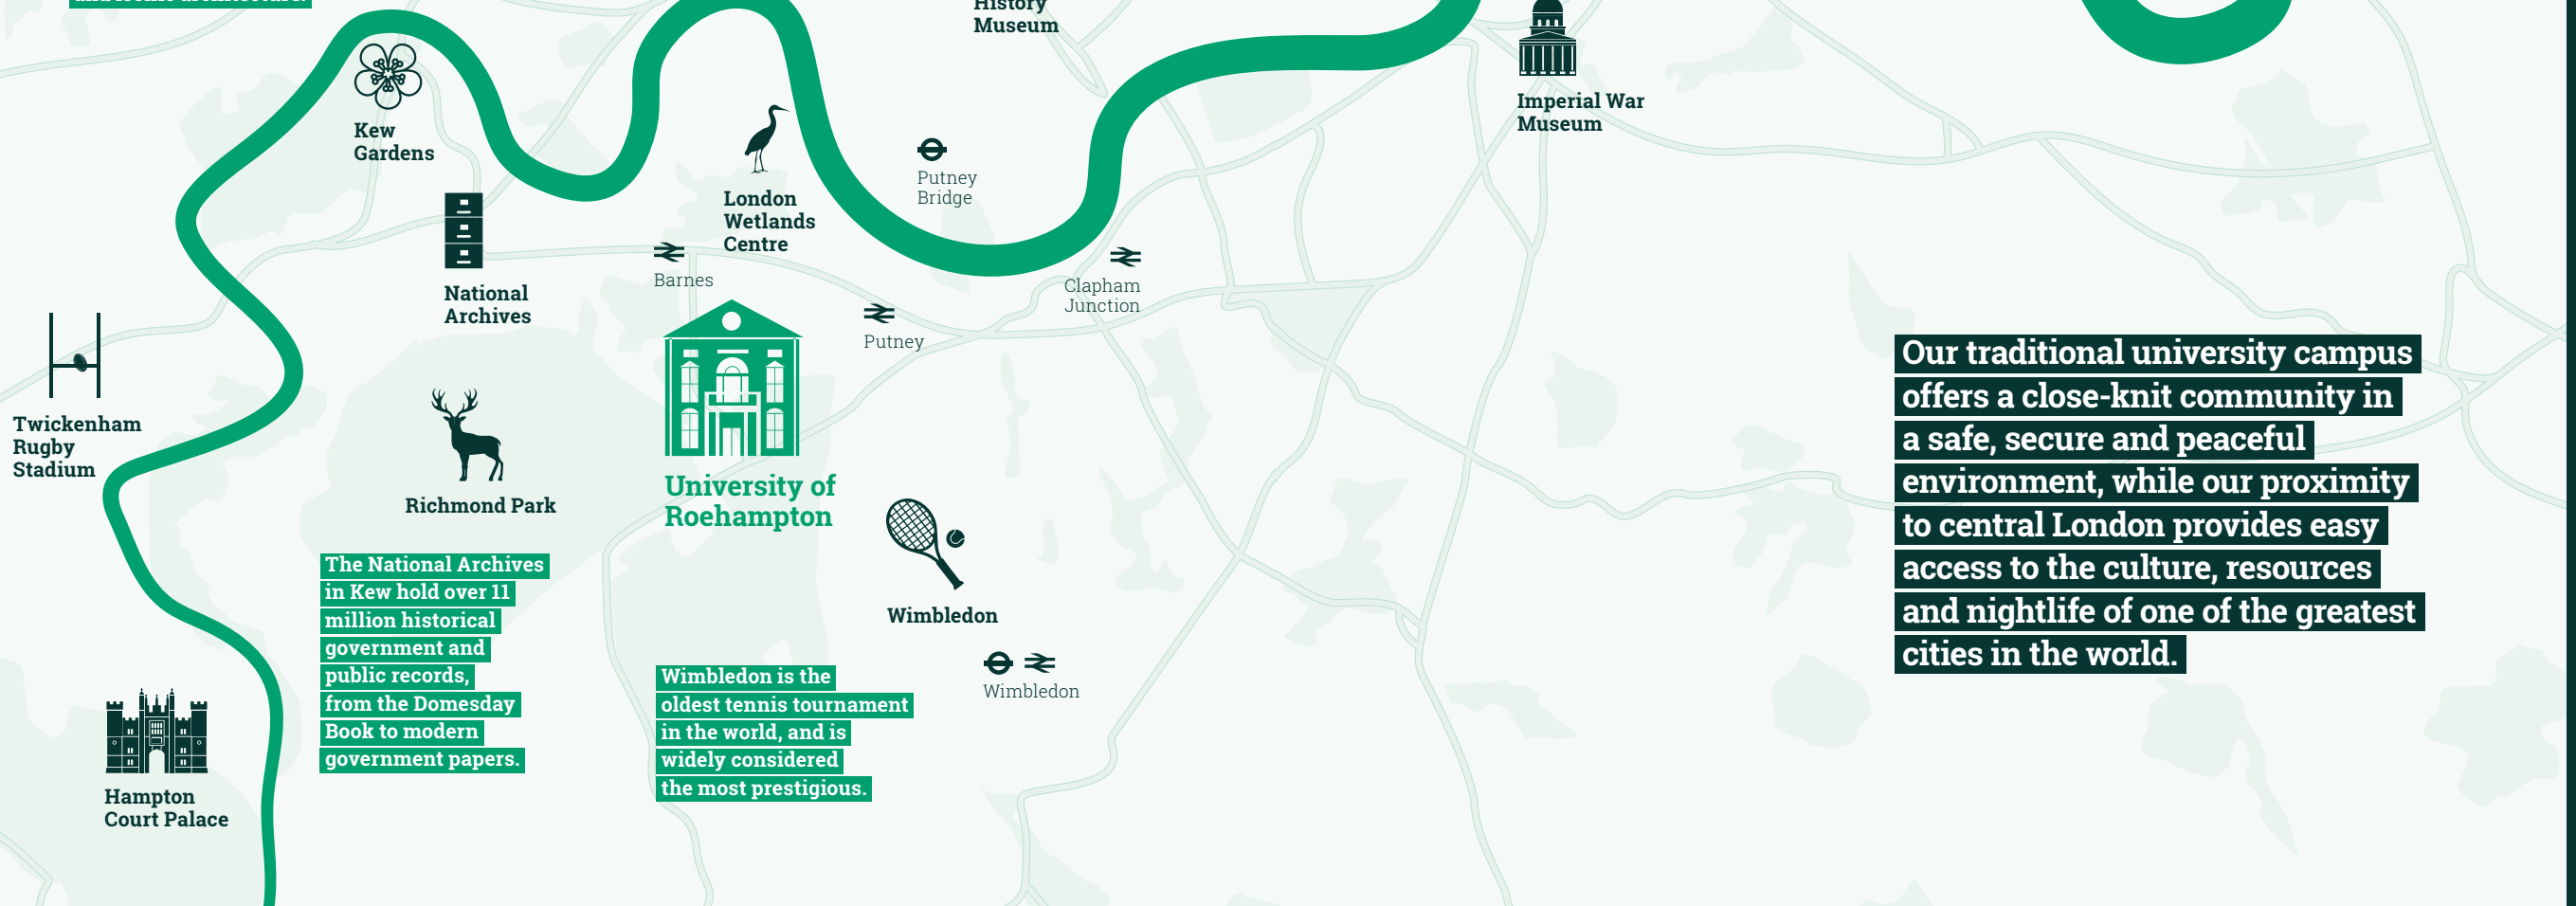 and iconic architecture.
History
Museum
Imperial War
Museum
Kew
Gardens
Putney
Bridge
London
Wetlands
Centre
National
Archives
Barnes
Clapham
Junction
Putney
Twickenham
Rugby
Stadium
Richmond Park
University of
Roehampton
Wimbledon
Wimbledon
Hampton
Court Palace
The National Archives
in Kew hold over 11
million historical
government and
public records,
from the Domesday
Book to modern
government papers.
Wimbledon is the
oldest tennis tournament
in the world, and is
widely considered
the most prestigious.
Our traditional university campus
offers a close-knit community in
a safe, secure and peaceful
environment, while our proximity
to central London provides easy
access to the culture, resources
and nightlife of one of the greatest
cities in the world.